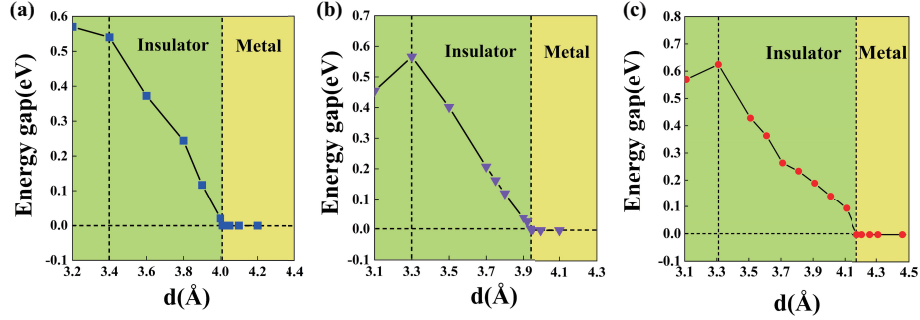 (a)
Energy gap(eV)
0.6
0.5
0.4
0.3
0.2
0.1
0.0
-0.1
Insulator
Metal
3.2 3.4 3.6 3.8 4.0 4.2 4.4
d(Å)
(b)
Energy gap(eV)
0.7
0.6
0.5
0.4
0.3
0.2
0.1
0.0
-0.1
Insulator
Metal
3.1 3.3 3.5 3.7 3.9 4.1 4.3
d(Å)
(c)
Energy gap(eV)
0.8
0.7
0.6
0.5
0.4
0.3
0.2
0.1
0.0
-0.1
Insulator
Metal
3.1 3.3 3.5 3.7 3.9 4.1 4.3 4.5
d(Å)